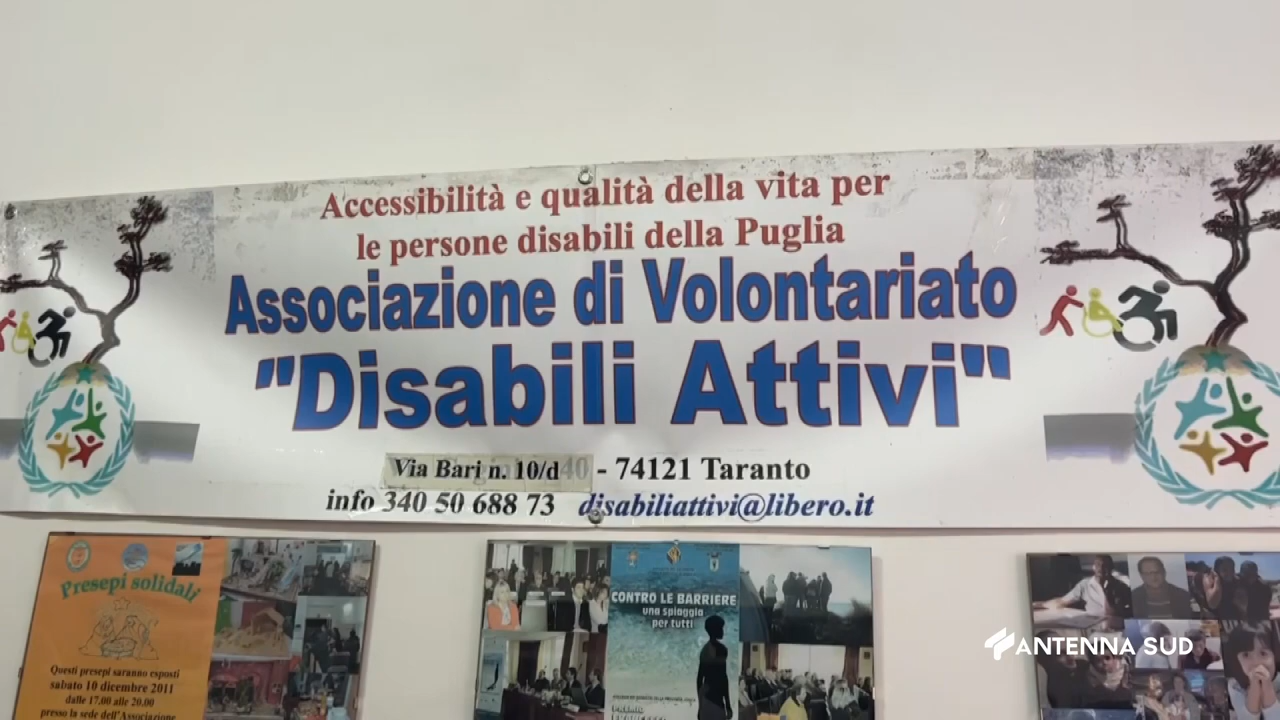 Accessibilità e qualità della vita per
le persone disabili della Puglia
Associazione di Volontariato
"Disabili Attivi"
Via Bari n. 10/d 40 - 74121 Taranto
info 340 50 688 73 disabiliattivi@libero.it
Presepi solidali
Questi presepi saranno esposti
sabato 10 dicembre 2011
dalle 17.00 alle 20.00
presso la sede dell'Associazione
CONTRO LE BARRIERE
una spiaggia
per tutti
PREMIO
ANTENNA SUD